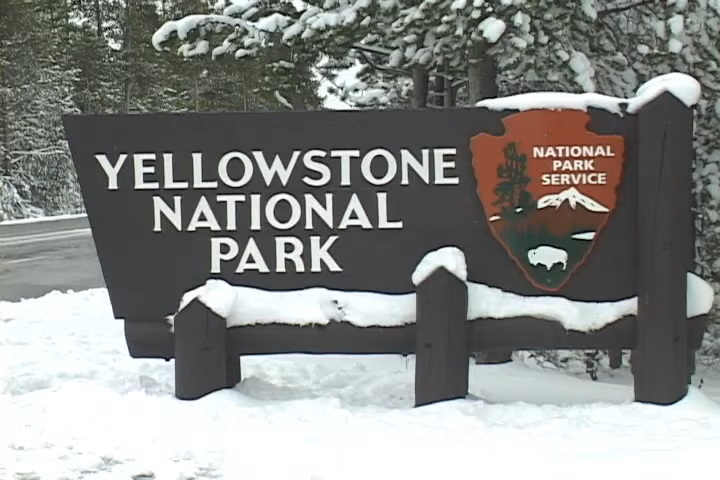 YELLOWSTONE
NATIONAL
PARK
NATIONAL
PARK
SERVICE